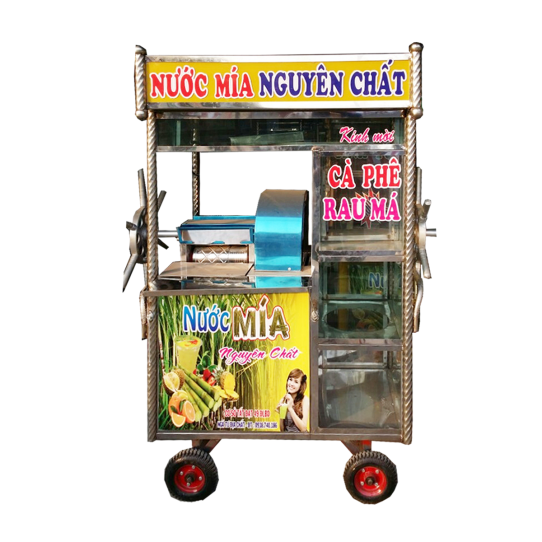 NƯỚC MÍA NGUYÊN CHẤT
Kính mời
CÀ PHÊ
RAU MÁ
NƯỚC MÍA
Nguyên Chất